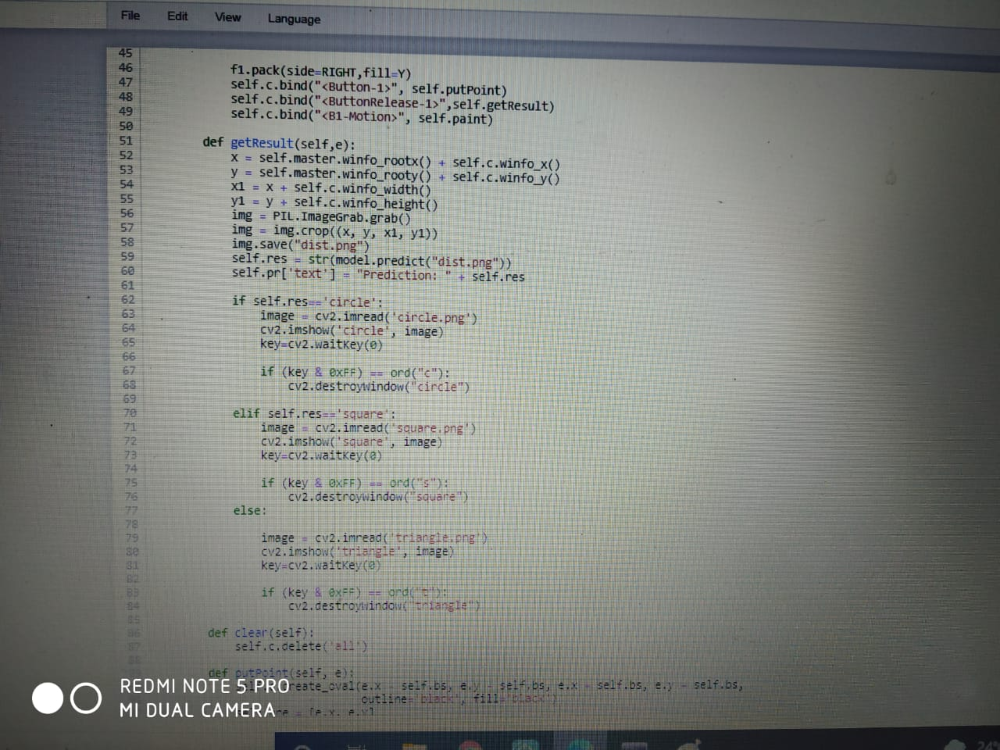 File Edit View Language
45
46 f1.pack(side=RIGHT,fill=Y)
47 self.c.bind("<Button-1>", self.putPoint)
48 self.c.bind("<ButtonRelease-1>",self.getResult)
49 self.c.bind("<B1-Motion>", self.paint)
50
51 def getResult(self,e):
52 x = self.master.winfo_rootx() + self.c.winfo_x()
53 y = self.master.winfo_rooty() + self.c.winfo_y()
54 x1 = x + self.c.winfo_width()
55 y1 = y + self.c.winfo_height()
56 img = PIL.ImageGrab.grab()
57 img = img.crop((x, y, x1, y1))
58 img.save("dist.png")
59 self.res = str(model.predict("dist.png"))
60 self.pr['text'] = "Prediction: " + self.res
61
62 if self.res=='circle':
63 image = cv2.imread('circle.png')
64 cv2.imshow('circle', image)
65 key=cv2.waitKey(0)
66
67 if (key & 0xFF) == ord("c"):
68 cv2.destroyWindow("circle")
69
70 elif self.res=='square':
71 image = cv2.imread('square.png')
72 cv2.imshow('square', image)
73 key=cv2.waitKey(0)
74
75 if (key & 0xFF) == ord("s"):
76 cv2.destroyWindow("square")
77 else:
78
79 image = cv2.imread('triangle.png')
80 cv2.imshow('triangle', image)
81 key=cv2.waitKey(0)
82
83 if (key & 0xFF) == ord("t"):
84 cv2.destroyWindow("triangle")
85
86 def clear(self):
87 self.c.delete('all')
88
def putPoint(self, e):
create_oval(e.x - self.bs, e.y - self.bs, e.x + self.bs, e.y + self.bs,
outline='black', fill='black')
= [e.x, e.y]
REDMI NOTE 5 PRO
MI DUAL CAMERA